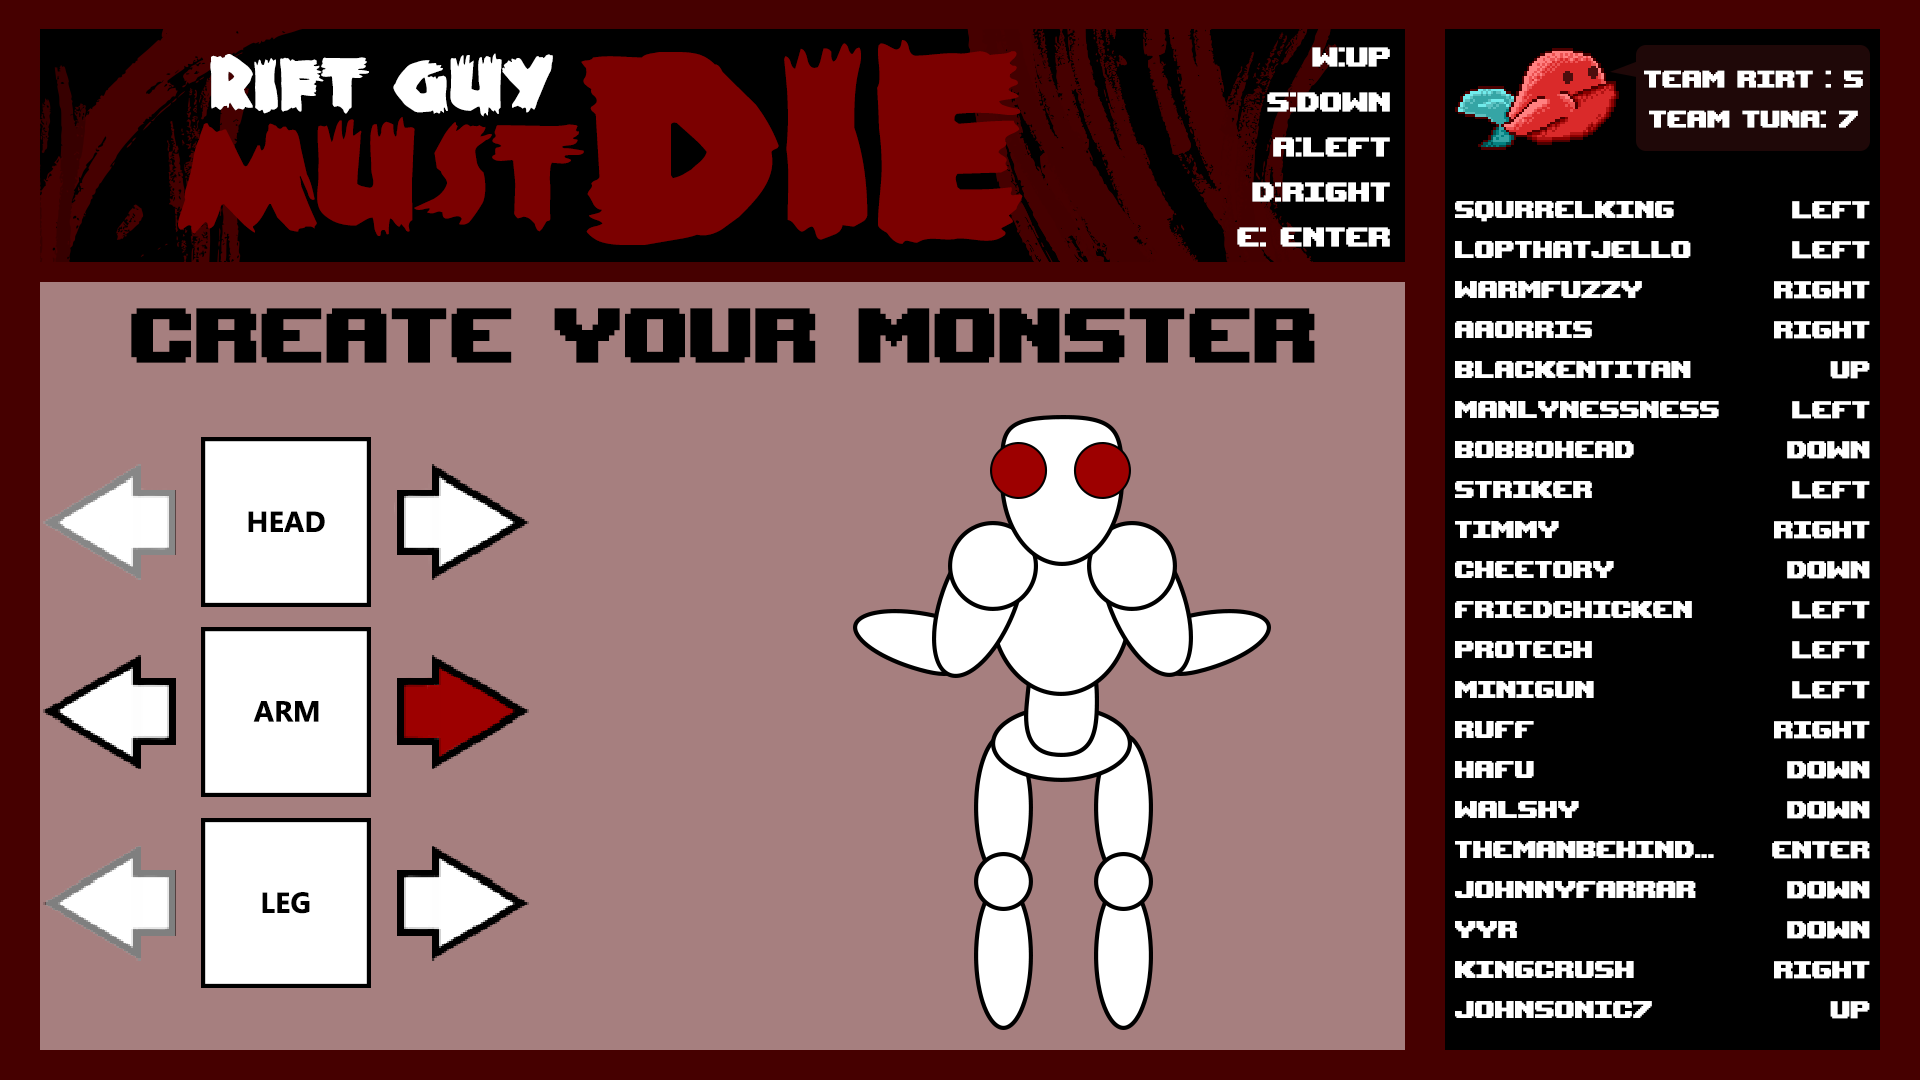 RIFT GUY
MUST DIE
W:UP
S:DOWN
A:LEFT
D:RIGHT
E: ENTER
CREATE YOUR MONSTER
HEAD
ARM
LEG
TEAM RIRT : 5
TEAM TUNA: 7
SQURRELKING LEFT
LOPTHATJELLO LEFT
WARMFUZZY RIGHT
AAORRIS RIGHT
BLACKENTITAN UP
MANLYNESSNESS LEFT
BOBBOHEAD DOWN
STRIKER LEFT
TIMMY RIGHT
CHEETORY DOWN
FRIEDCHICKEN LEFT
PROTECH LEFT
MINIGUN LEFT
RUFF RIGHT
HAFU DOWN
WALSHY DOWN
THEMANBEHIND... ENTER
JOHNNYFARRAR DOWN
YYR DOWN
KINGCRUSH RIGHT
JOHNSONIC7 UP